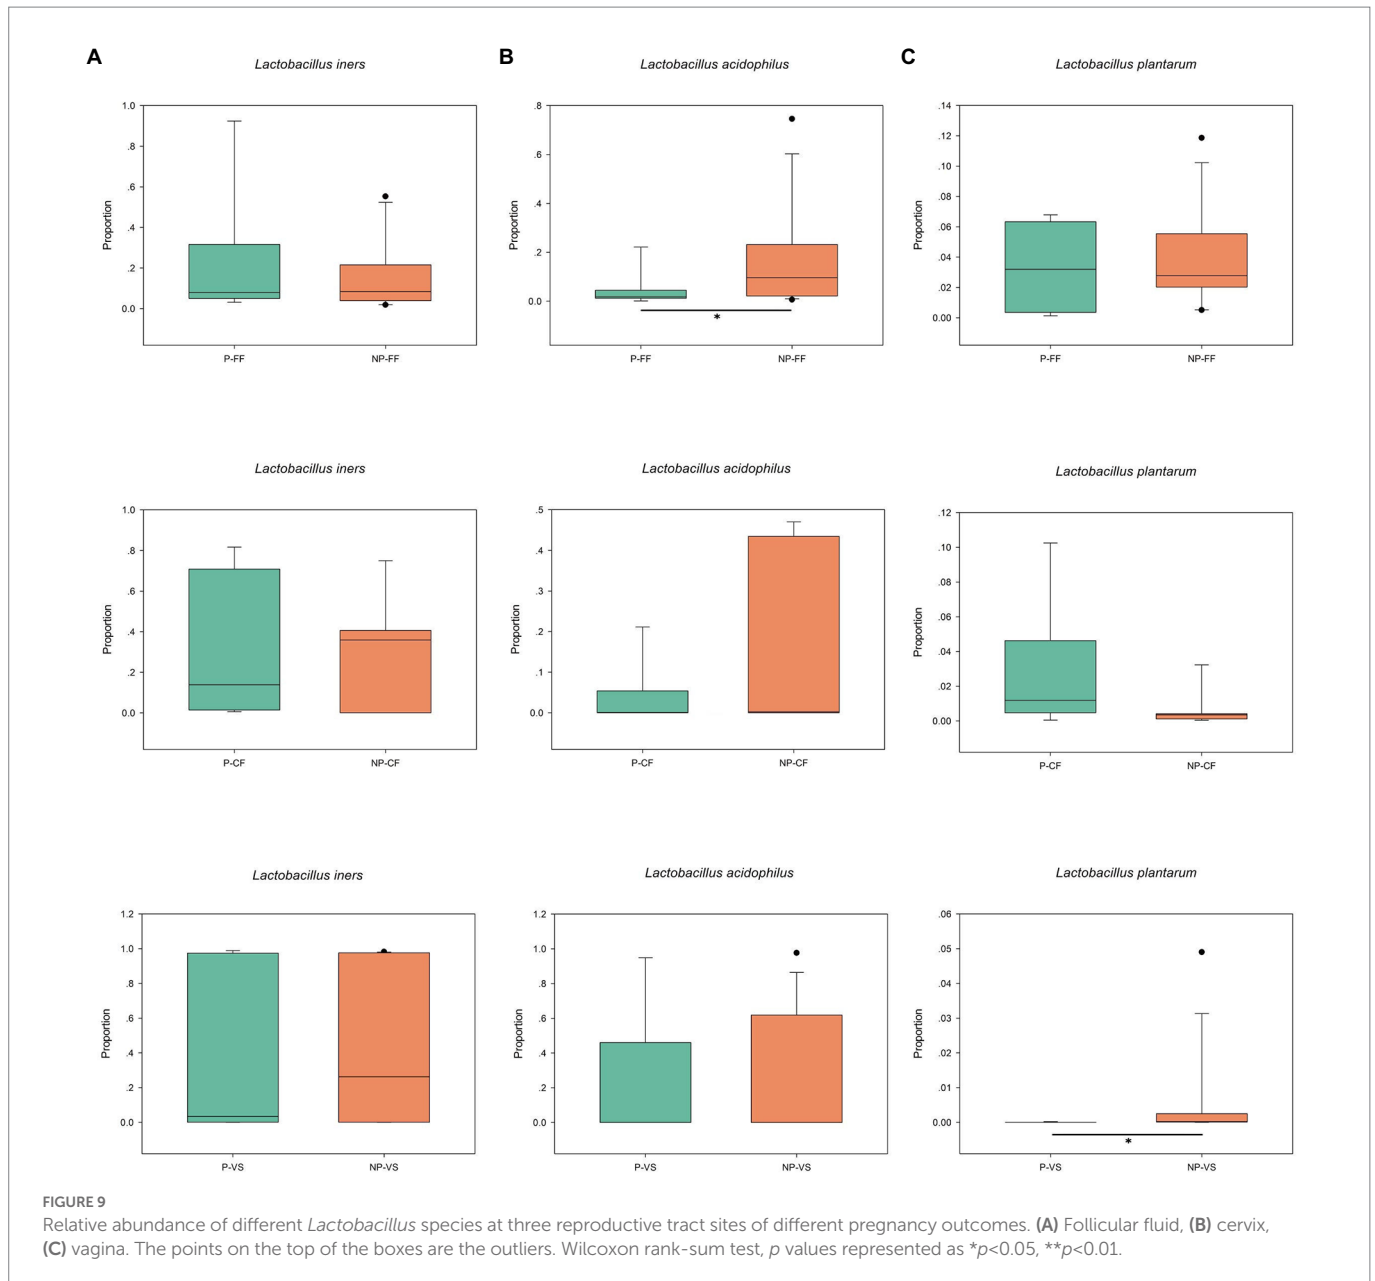 A
B
C
Lactobacillus iners
Lactobacillus acidophilus
Lactobacillus plantarum
1.0
.8
.6
.4
.2
0.0
Proportion
P-FF
NP-FF
.8
.6
.4
.2
0.0
Proportion
*
P-FF
NP-FF
.14
.12
.10
.08
.06
.04
.02
0.00
Proportion
P-FF
NP-FF
Lactobacillus iners
Lactobacillus acidophilus
Lactobacillus plantarum
1.0
.8
.6
.4
.2
0.0
Proportion
P-CF
NP-CF
.5
.4
.3
.2
.1
0.0
Proportion
P-CF
NP-CF
.12
.10
.08
.06
.04
.02
0.00
Proportion
P-CF
NP-CF
Lactobacillus iners
Lactobacillus acidophilus
Lactobacillus plantarum
1.2
1.0
.8
.6
.4
.2
0.0
Proportion
P-VS
NP-VS
1.2
1.0
.8
.6
.4
.2
0.0
Proportion
P-VS
NP-VS
.06
.05
.04
.03
.02
.01
0.00
Proportion
*
P-VS
NP-VS
FIGURE 9
Relative abundance of different Lactobacillus species at three reproductive tract sites of different pregnancy outcomes. (A) Follicular fluid, (B) cervix,
(C) vagina. The points on the top of the boxes are the outliers. Wilcoxon rank-sum test, p values represented as *p<0.05, **p<0.01.